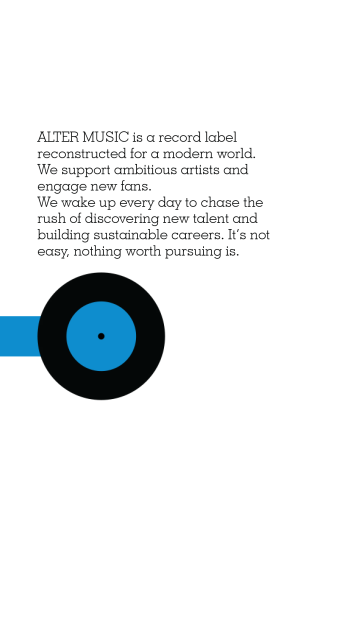 ALTER MUSIC is a record label
reconstructed for a modern world.
We support ambitious artists and
engage new fans.
We wake up every day to chase the
rush of discovering new talent and
building sustainable careers. It's not
easy, nothing worth pursuing is.